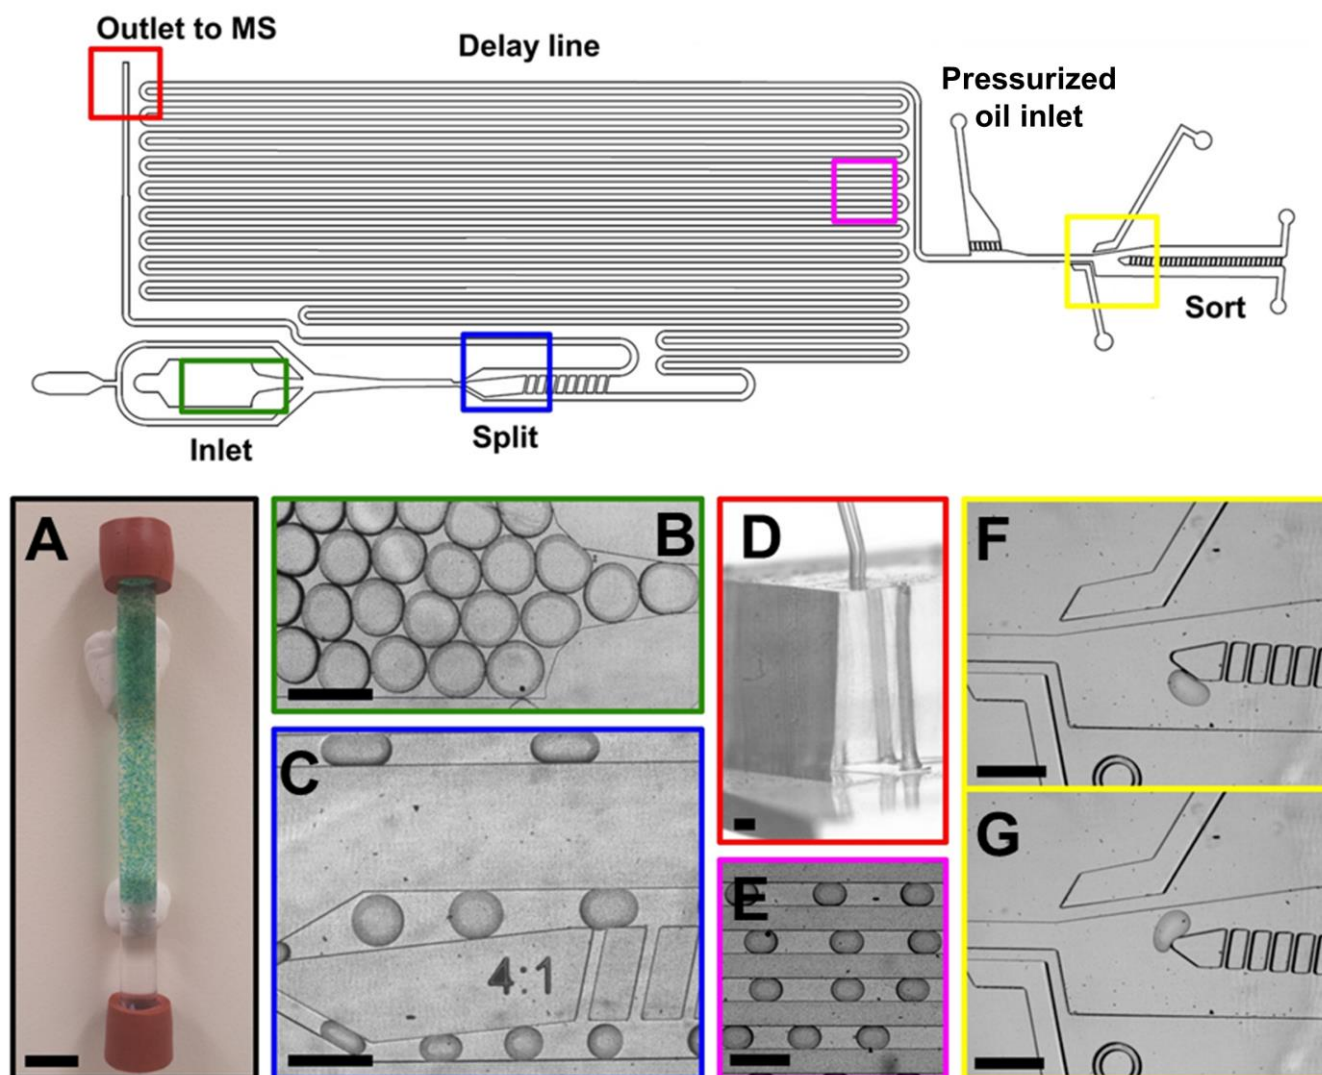 Outlet to MS
Delay line
Pressurized
oil inlet
Sort
Inlet
Split
A
B
C
4:1
D
E
F
G